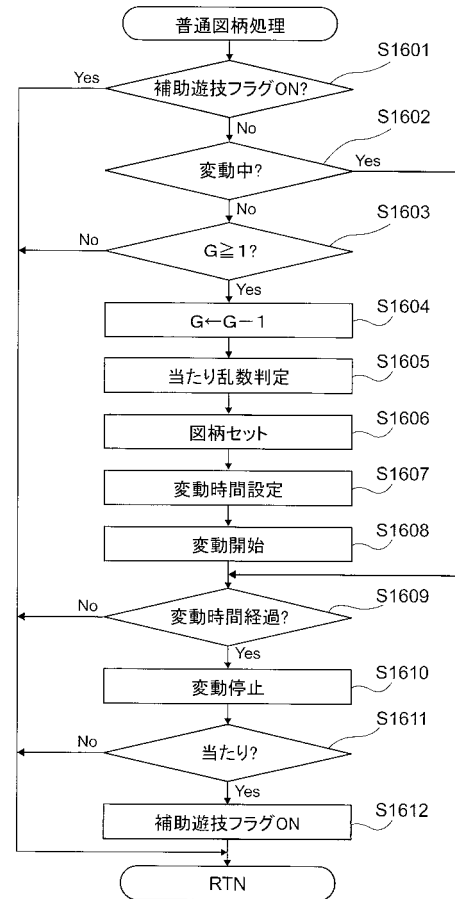 普通図柄処理
S1601
Yes
補助遊技フラグON?
No
S1602
変動中?
Yes
No
S1603
No
G≧1?
Yes
S1604
G←G－1
S1605
当たり乱数判定
S1606
図柄セット
S1607
変動時間設定
S1608
変動開始
S1609
No
変動時間経過?
Yes
S1610
変動停止
S1611
No
当たり?
Yes
S1612
補助遊技フラグON
RTN